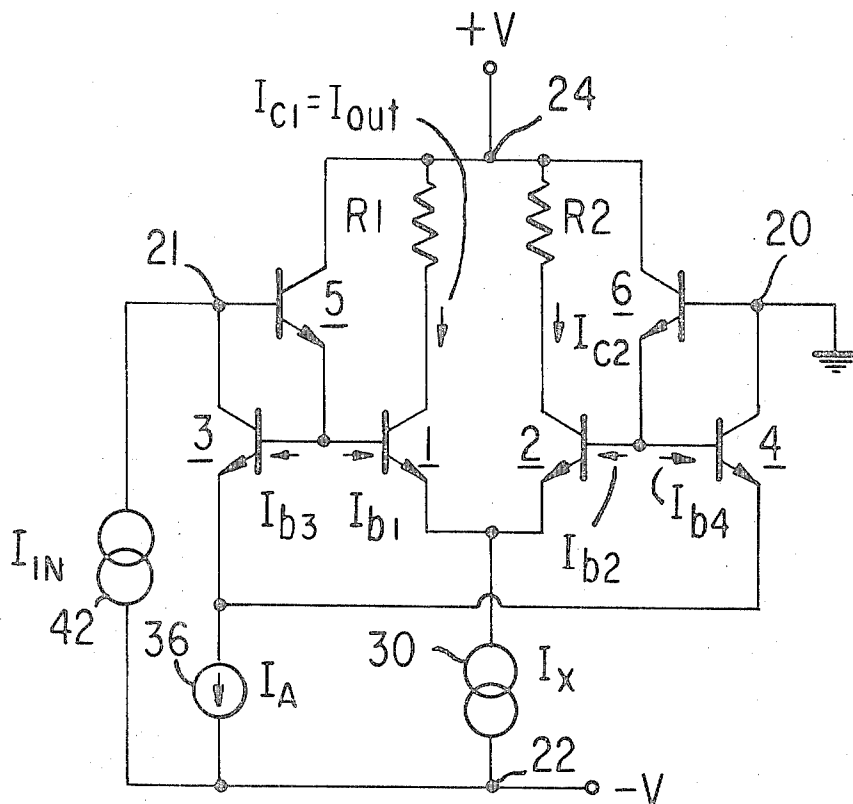 +V
I_C1 = I_out
24
R1
R2
21
20
5
6
I_C2
3
1
2
4
I_b3
I_b1
I_b2
I_b4
I_IN
42
36
I_A
30
I_X
22
-V